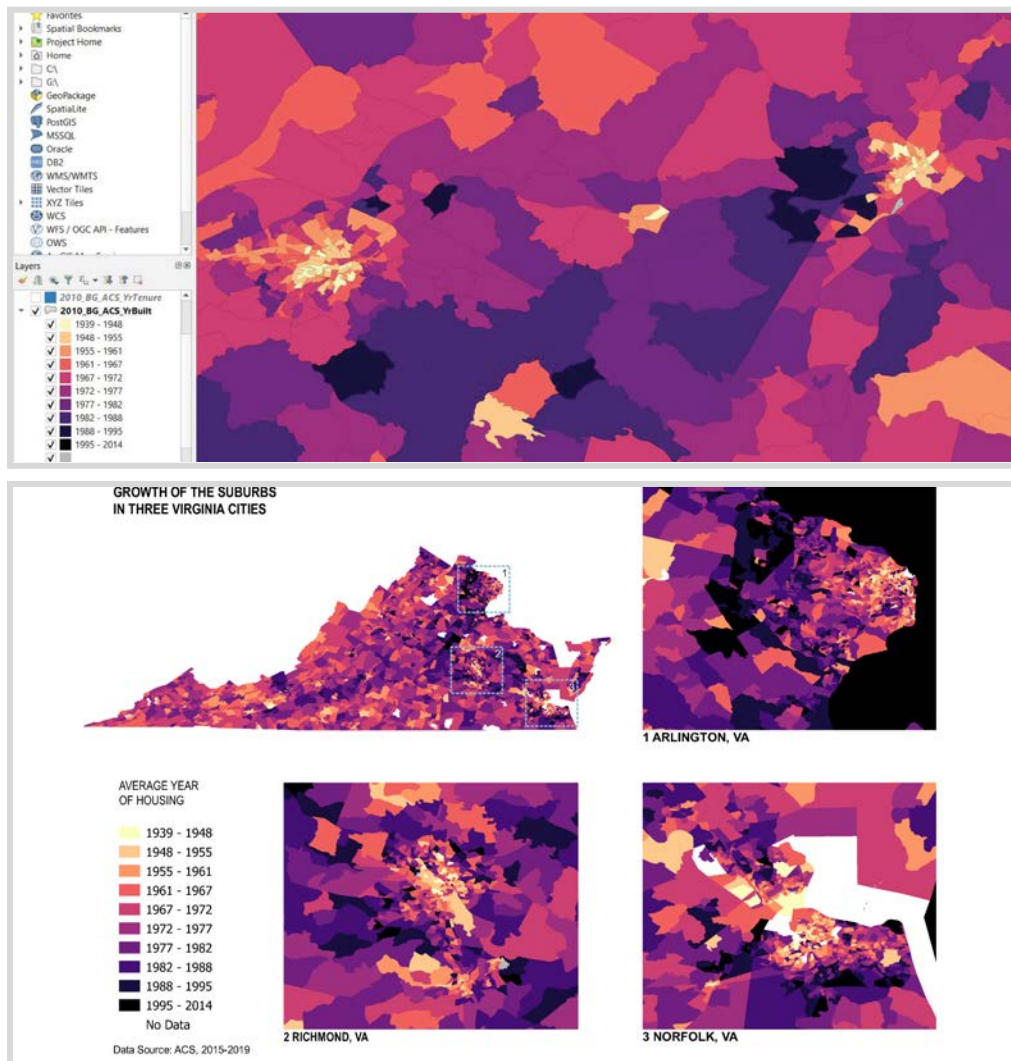 Favorites
Spatial Bookmarks
Project Home
Home
C:\
G:\
GeoPackage
SpatiaLite
PostGIS
MSSQL
Oracle
DB2
WMS/WMTS
Vector Tiles
XYZ Tiles
WCS
WFS / OGC API - Features
OWS
Layers
2010_BG_ACS_YrTenure
2010_BG_ACS_YrBuilt
1939 - 1948
1948 - 1955
1955 - 1961
1961 - 1967
1967 - 1972
1972 - 1977
1977 - 1982
1982 - 1988
1988 - 1995
1995 - 2014
GROWTH OF THE SUBURBS
IN THREE VIRGINIA CITIES
1
2
3
1 ARLINGTON, VA
AVERAGE YEAR
OF HOUSING
1939 - 1948
1948 - 1955
1955 - 1961
1961 - 1967
1967 - 1972
1972 - 1977
1977 - 1982
1982 - 1988
1988 - 1995
1995 - 2014
No Data
Data Source: ACS, 2015-2019
2 RICHMOND, VA
3 NORFOLK, VA